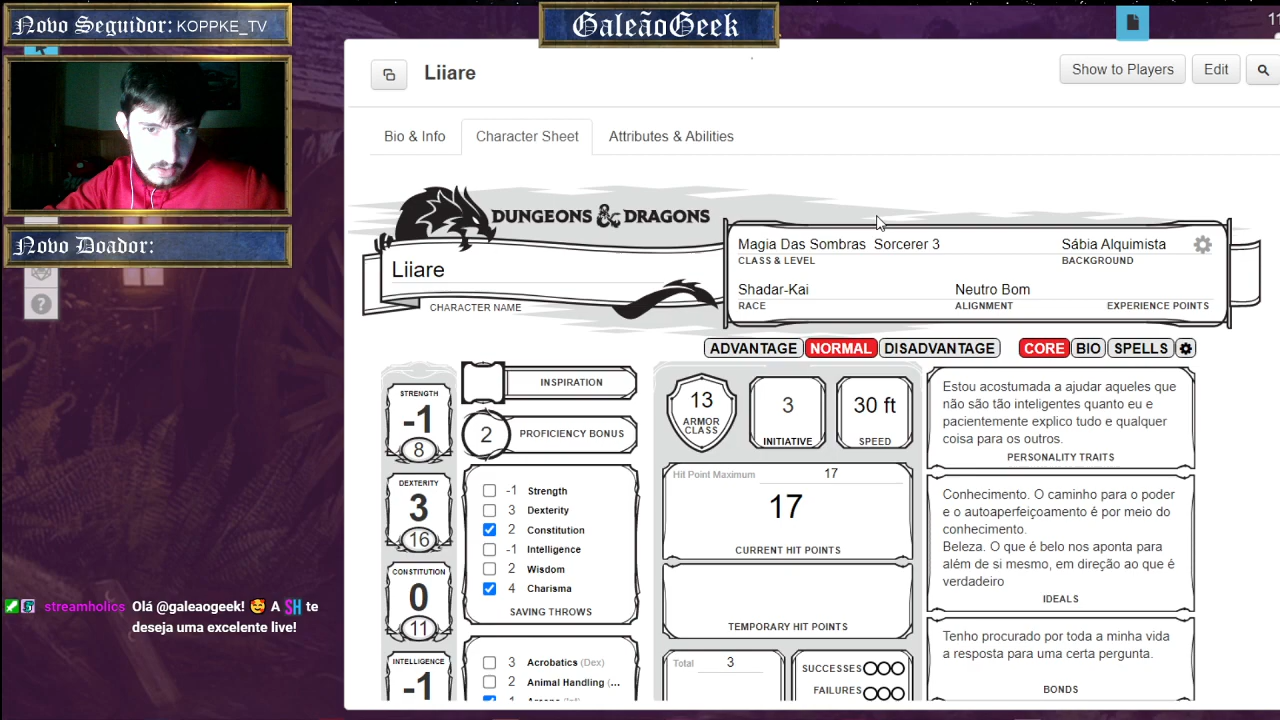 Novo Seguidor: KOPPKE_TV
GaleãoGeek
Novo Doador:
?
streamholics Olá @galeaogeek! 🥰 A SH te
deseja uma excelente live!
Liiare
Show to Players
Edit
Bio & Info
Character Sheet
Attributes & Abilities
DUNGEONS & DRAGONS
Liiare
CHARACTER NAME
Magia Das Sombras Sorcerer 3
CLASS & LEVEL
Sábia Alquimista
BACKGROUND
Shadar-Kai
RACE
Neutro Bom
ALIGNMENT
EXPERIENCE POINTS
ADVANTAGE NORMAL DISADVANTAGE
CORE BIO SPELLS
STRENGTH
-1
8
DEXTERITY
3
16
CONSTITUTION
0
11
INTELLIGENCE
-1
INSPIRATION
2 PROFICIENCY BONUS
-1 Strength
3 Dexterity
2 Constitution
-1 Intelligence
2 Wisdom
4 Charisma
SAVING THROWS
3 Acrobatics (Dex)
2 Animal Handling (...
13
ARMOR
CLASS
3
INITIATIVE
30 ft
SPEED
Hit Point Maximum 17
17
CURRENT HIT POINTS
TEMPORARY HIT POINTS
Total 3
SUCCESSES
FAILURES
Estou acostumada a ajudar aqueles que
não são tão inteligentes quanto eu e
pacientemente explico tudo e qualquer
coisa para os outros.
PERSONALITY TRAITS
Conhecimento. O caminho para o poder
e o autoaperfeiçoamento é por meio do
conhecimento.
Beleza. O que é belo nos aponta para
além de si mesmo, em direção ao que é
verdadeiro
IDEALS
Tenho procurado por toda a minha vida
a resposta para uma certa pergunta.
BONDS